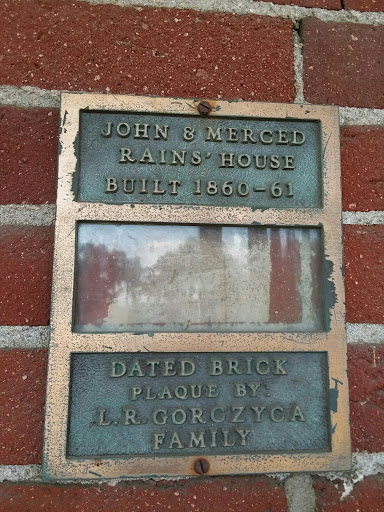 JOHN & MERCED
RAINS' HOUSE
BUILT 1860-61
DATED BRICK
PLAQUE BY
L.R. GORCZYCA
FAMILY